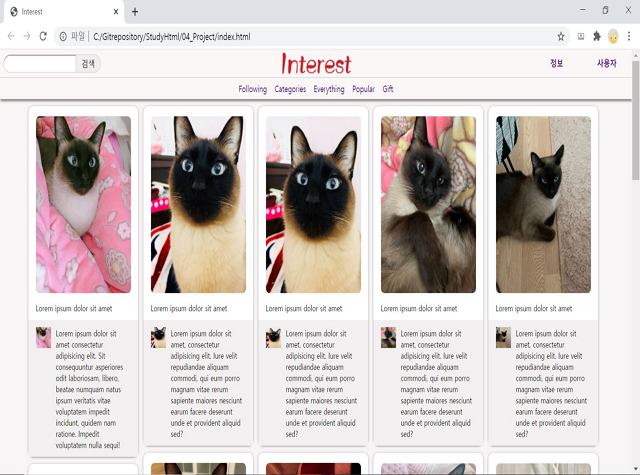 Interest
파일 C:/Gitrepository/StudyHtml/04_Project/index.html
검색
Interest
정보 사용자
Following Categories Everything Popular Gift
Lorem ipsum dolor sit amet
Lorem ipsum dolor sit
amet, consectetur
adipisicing elit. Sit
consequuntur asperiores
odit laboriosam, libero,
beatae numquam natus
ipsum veritatis vitae
voluptatem impedit
incidunt, quidem nam
ratione. Impedit
voluptatem nulla sequi!
Lorem ipsum dolor sit amet
Lorem ipsum dolor sit
amet, consectetur
adipisicing elit. Iure velit
repudiandae aliquam
commodi, qui eum porro
magnam vitae rerum
sapiente maiores nesciunt
earum facere deserunt
unde et provident aliquid
sed?
Lorem ipsum dolor sit amet
Lorem ipsum dolor sit
amet, consectetur
adipisicing elit. Iure velit
repudiandae aliquam
commodi, qui eum porro
magnam vitae rerum
sapiente maiores nesciunt
earum facere deserunt
unde et provident aliquid
sed?
Lorem ipsum dolor sit amet
Lorem ipsum dolor sit
amet, consectetur
adipisicing elit. Iure velit
repudiandae aliquam
commodi, qui eum porro
magnam vitae rerum
sapiente maiores nesciunt
earum facere deserunt
unde et provident aliquid
sed?
Lorem ipsum dolor sit amet
Lorem ipsum dolor sit
amet, consectetur
adipisicing elit. Iure velit
repudiandae aliquam
commodi, qui eum porro
magnam vitae rerum
sapiente maiores nesciunt
earum facere deserunt
unde et provident aliquid
sed?